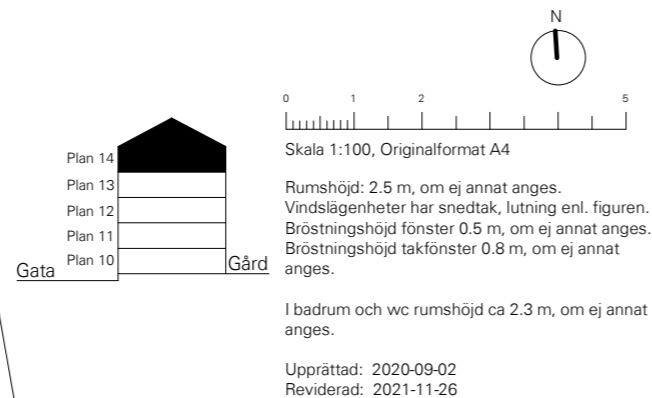 N
0 1 2 5
Skala 1:100, Originalformat A4
Plan 14
Plan 13
Plan 12
Plan 11
Plan 10
Gata
Gård
Rumshöjd: 2.5 m, om ej annat anges.
Vindslägenheter har snedtak, lutning enl. figuren.
Bröstningshöjd fönster 0.5 m, om ej annat anges.
Bröstningshöjd takfönster 0.8 m, om ej annat
anges.
I badrum och wc rumshöjd ca 2.3 m, om ej annat
anges.
Upprättad: 2020-09-02
Reviderad: 2021-11-26